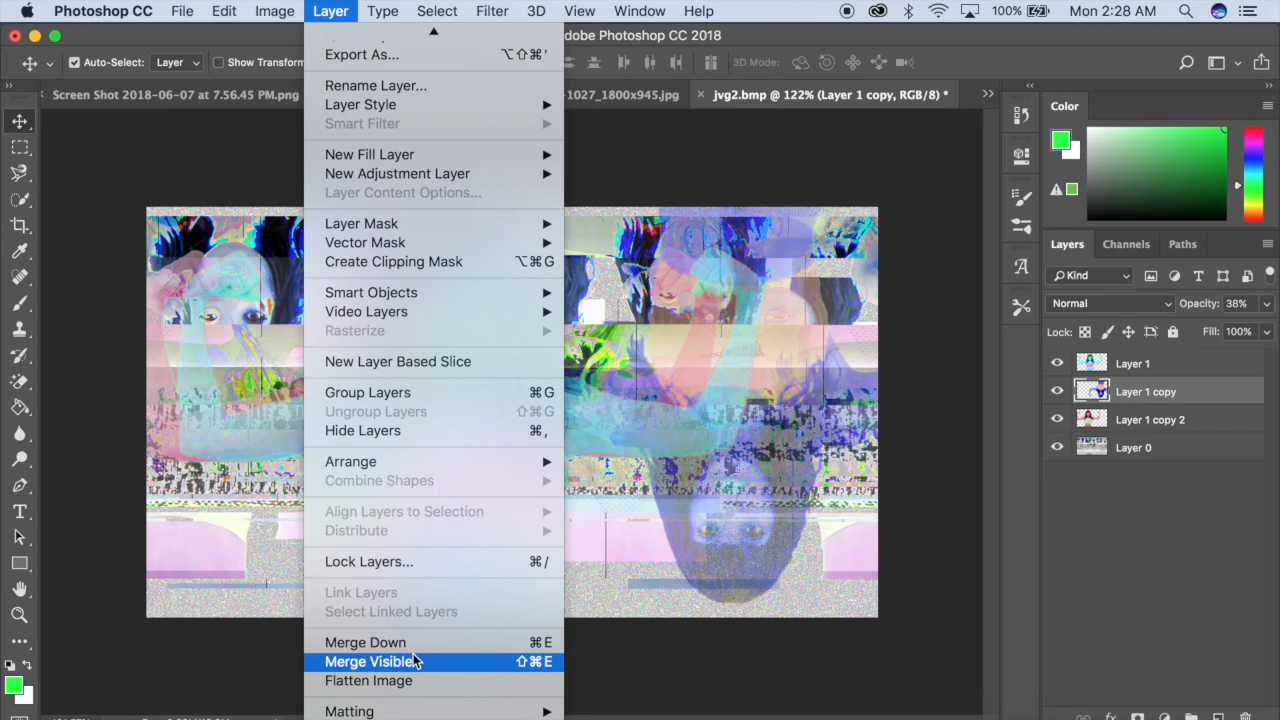 Photoshop CC File Edit Image Layer Type Select Filter 3D View Window Help 100% Mon 2:28 AM
dobe Photoshop CC 2018
Auto-Select: Layer Show Transform 3D Mode:
Screen Shot 2018-06-07 at 7.56.45 PM.png -1027_1800x945.jpg × jvg2.bmp @ 122% (Layer 1 copy, RGB/8) *
Export As... ⌥⇧⌘'
Rename Layer...
Layer Style
Smart Filter
New Fill Layer
New Adjustment Layer
Layer Content Options...
Layer Mask
Vector Mask
Create Clipping Mask ⌥⌘G
Smart Objects
Video Layers
Rasterize
New Layer Based Slice
Group Layers ⌘G
Ungroup Layers ⇧⌘G
Hide Layers ⌘,
Arrange
Combine Shapes
Align Layers to Selection
Distribute
Lock Layers... ⌘/
Link Layers
Select Linked Layers
Merge Down ⌘E
Merge Visible ⇧⌘E
Flatten Image
Matting
Color
Layers Channels Paths
Kind
Normal Opacity: 38%
Lock: Fill: 100%
Layer 1
Layer 1 copy
Layer 1 copy 2
Layer 0